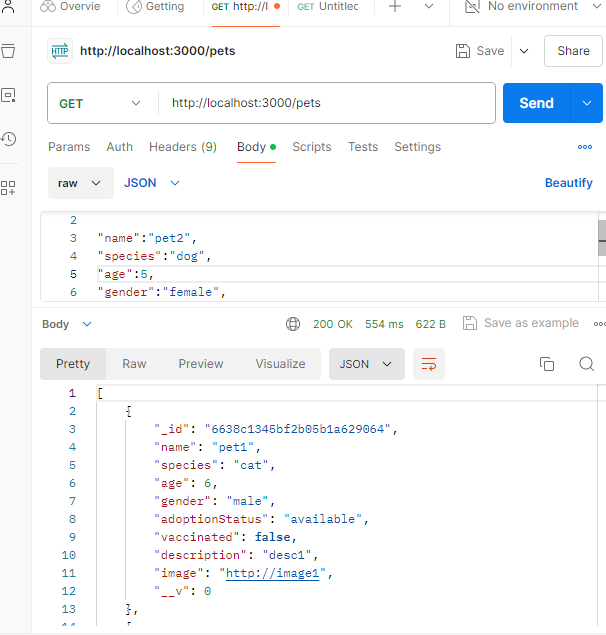 Overvie
Getting
GET http://l
GET Untitlec
No environment
HTTP
http://localhost:3000/pets
Save
Share
GET
http://localhost:3000/pets
Send
Params Auth Headers (9) Body Scripts Tests Settings
raw JSON Beautify
2
3 "name":"pet2",
4 "species":"dog",
5 "age":5,
6 "gender":"female",
Body 200 OK 554 ms 622 B Save as example
Pretty Raw Preview Visualize JSON
1 [
2 {
3 "_id": "6638c1345bf2b05b1a629064",
4 "name": "pet1",
5 "species": "cat",
6 "age": 6,
7 "gender": "male",
8 "adoptionStatus": "available",
9 "vaccinated": false,
10 "description": "desc1",
11 "image": "http://image1",
12 "__v": 0
13 },